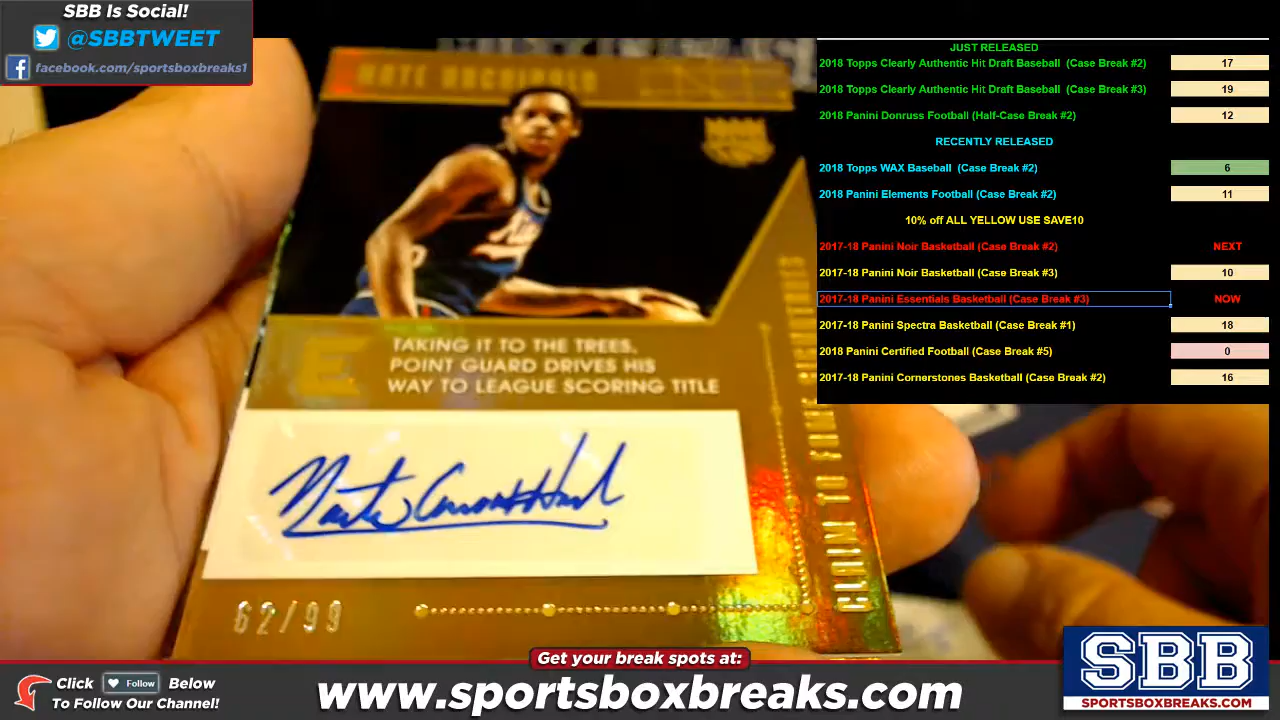 SBB Is Social!
@SBBTWEET
facebook.com/sportsboxbreaks1
JUST RELEASED
2018 Topps Clearly Authentic Hit Draft Baseball (Case Break #2) 17
2018 Topps Clearly Authentic Hit Draft Baseball (Case Break #3) 19
2018 Panini Donruss Football (Half-Case Break #2) 12
RECENTLY RELEASED
2018 Topps WAX Baseball (Case Break #2) 6
2018 Panini Elements Football (Case Break #2) 11
10% off ALL YELLOW USE SAVE10
2017-18 Panini Noir Basketball (Case Break #2) NEXT
2017-18 Panini Noir Basketball (Case Break #3) 10
2017-18 Panini Essentials Basketball (Case Break #3) NOW
2017-18 Panini Spectra Basketball (Case Break #1) 18
2018 Panini Certified Football (Case Break #5) 0
2017-18 Panini Cornerstones Basketball (Case Break #2) 16
TAKING IT TO THE TREES,
POINT GUARD DRIVES HIS
WAY TO LEAGUE SCORING TITLE
62/99
CLAIM TO FAME
Get your break spots at:
Click Follow Below
To Follow Our Channel!
www.sportsboxbreaks.com
SBB
SPORTSBOXBREAKS.COM